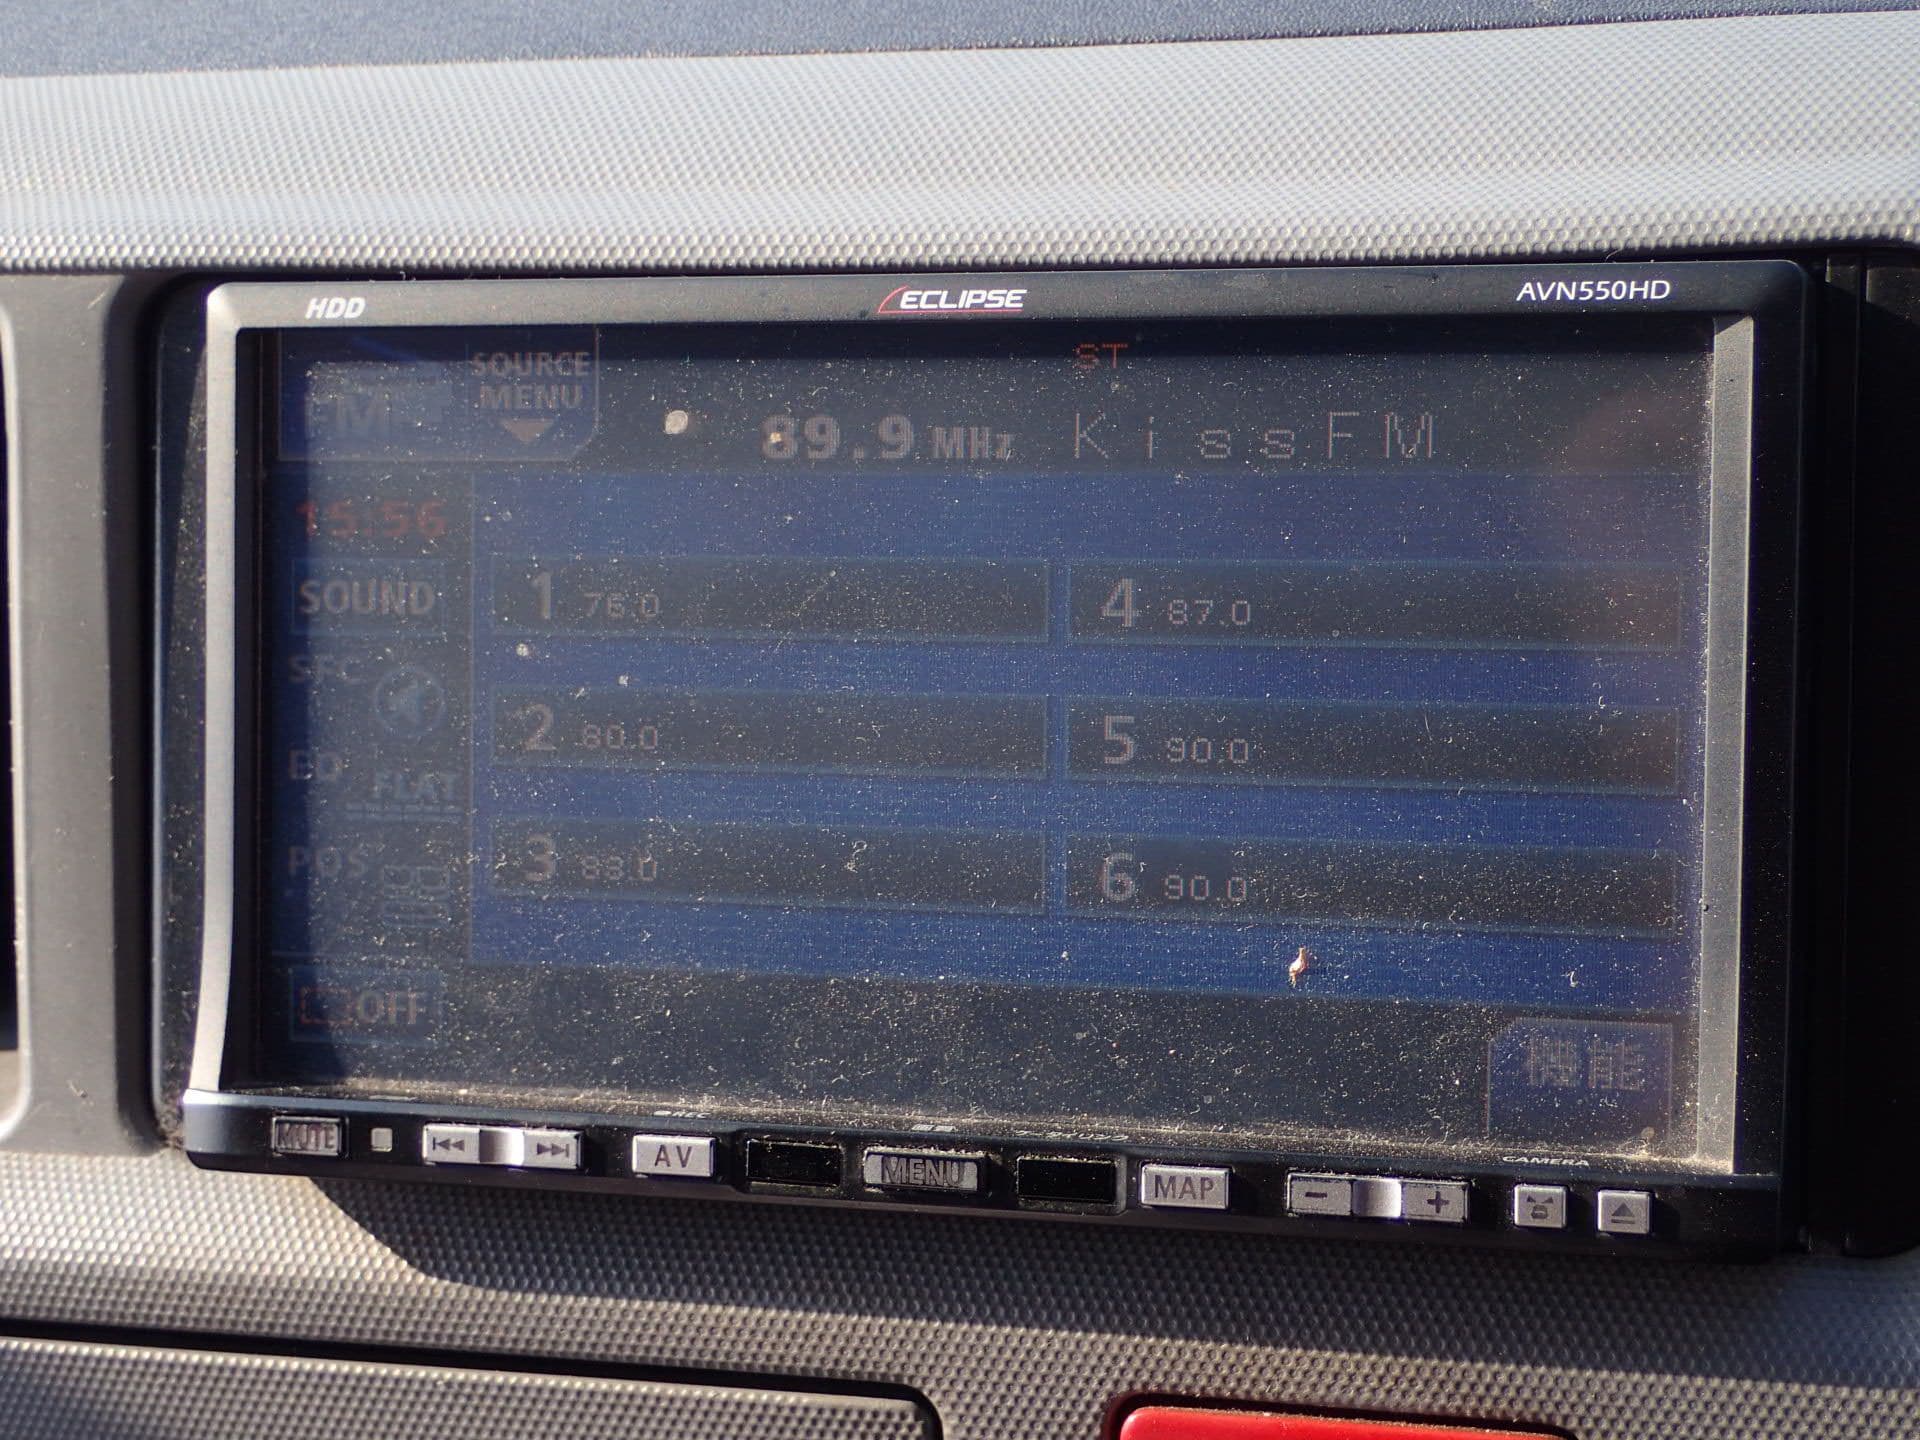 HDD
ECLIPSE
AVN550HD
FM
SOURCE
MENU
ST
89.9 MHz KissFM
15:56
SOUND
1 76.0
4 87.0
SFC
2 80.0
5 90.0
EQ
FLAT
3 83.0
6 90.0
POS
OFF
機能
MUTE
AV
MENU
MAP
CAMERA